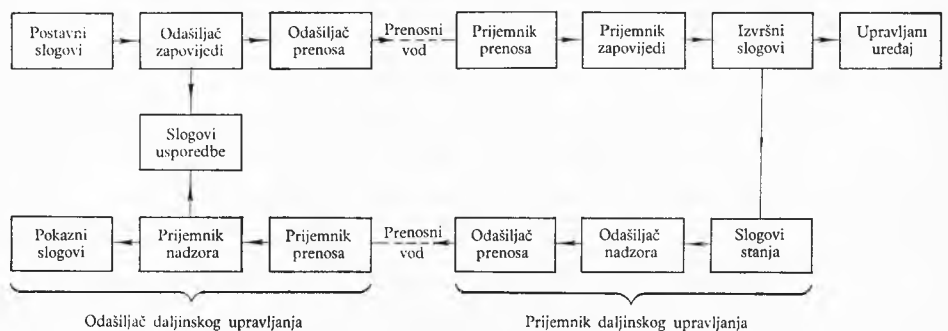 Postavni
slogovi
Odašiljač
zapovijedi
Odašiljač
prenosa
Prenosni
vod
Prijemnik
prenosa
Prijemnik
zapovijedi
Izvršni
slogovi
Upravljani
uređaj
Slogovi
usporedbe
Pokazni
slogovi
Prijemnik
nadzora
Prijemnik
prenosa
Prenosni
vod
Odašiljač
prenosa
Odašiljač
nadzora
Slogovi
stanja
Odašiljač daljinskog upravljanja
Prijemnik daljinskog upravljanja